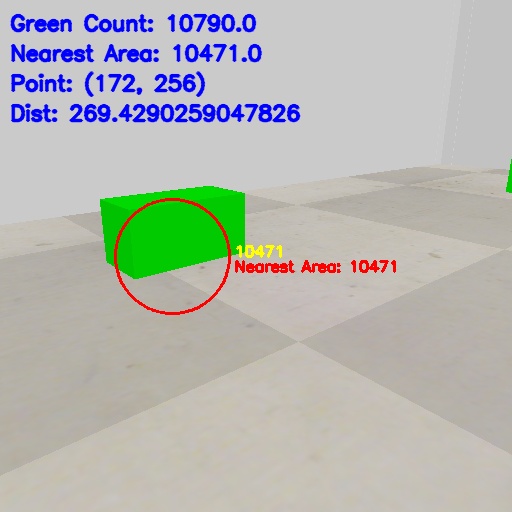 Green Count: 10790.0
Nearest Area: 10471.0
Point: (172, 256)
Dist: 269.4290259047826
10471
Nearest Area: 10471